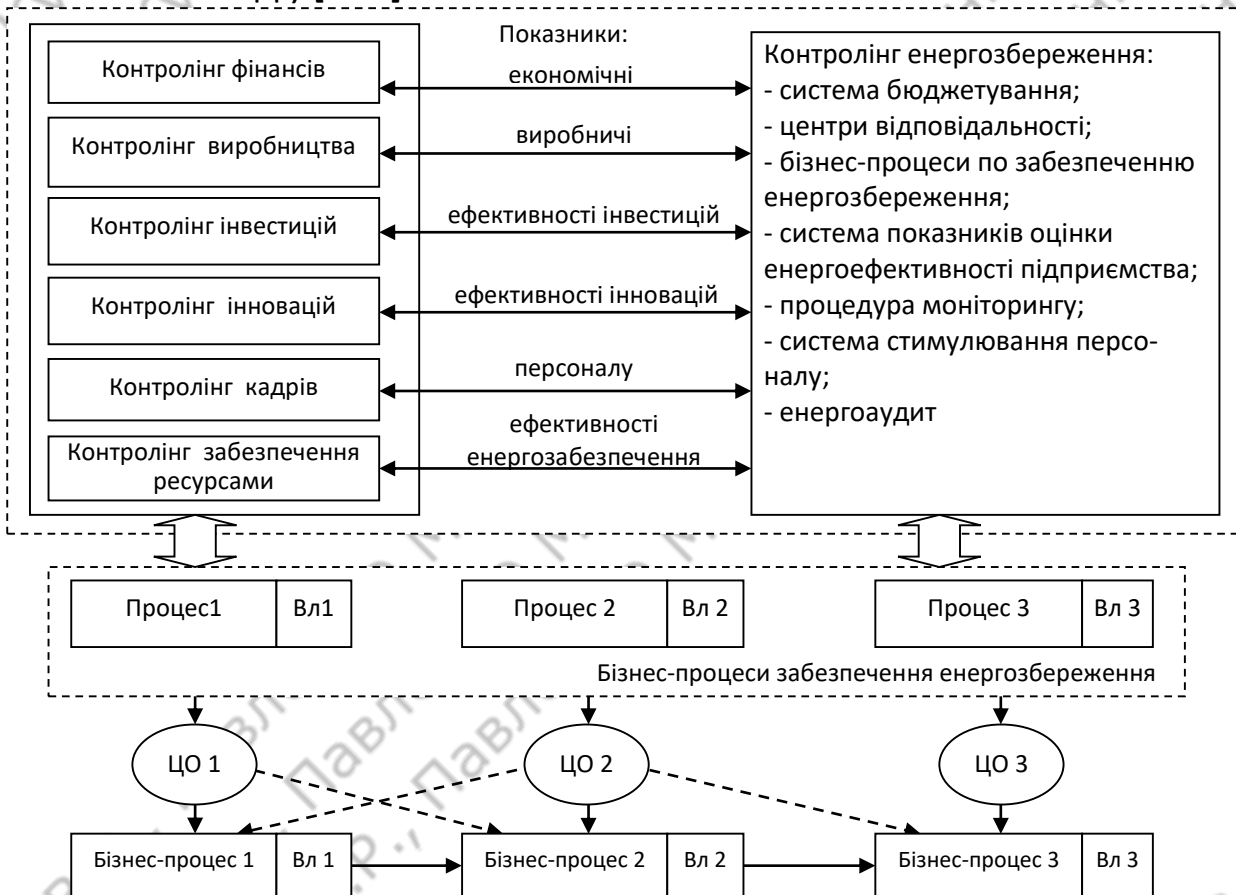 Показники:
Контролінг фінансів
Контролінг виробництва
Контролінг інвестицій
Контролінг інновацій
Контролінг кадрів
Контролінг забезпечення
ресурсами
економічні
виробничі
ефективності інвестицій
ефективності інновацій
персоналу
ефективності
енергозабезпечення
Контролінг енергозбереження:
- система бюджетування;
- центри відповідальності;
- бізнес-процеси по забезпеченню
енергозбереження;
- система показників оцінки
енергоефективності підприємства;
- процедура моніторингу;
- система стимулювання персо-
налу;
- енергоаудит
Процес1 Вл1
Процес 2 Вл 2
Процес 3 Вл 3
Бізнес-процеси забезпечення енергозбереження
ЦО 1
ЦО 2
ЦО 3
Бізнес-процес 1 Вл 1
Бізнес-процес 2 Вл 2
Бізнес-процес 3 Вл 3